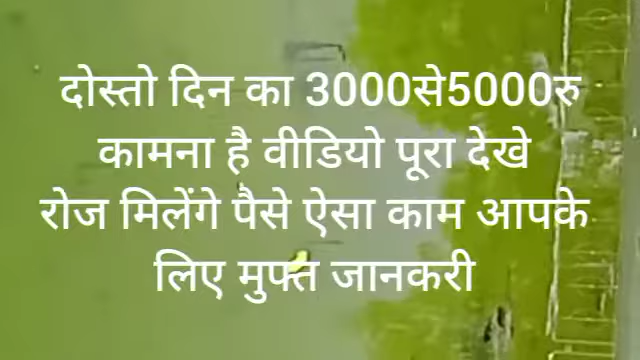 दोस्तो दिन का 3000से5000रु
कामना है वीडियो पूरा देखे
रोज मिलेंगे पैसे ऐसा काम आपके
लिए मुफ्त जानकरी